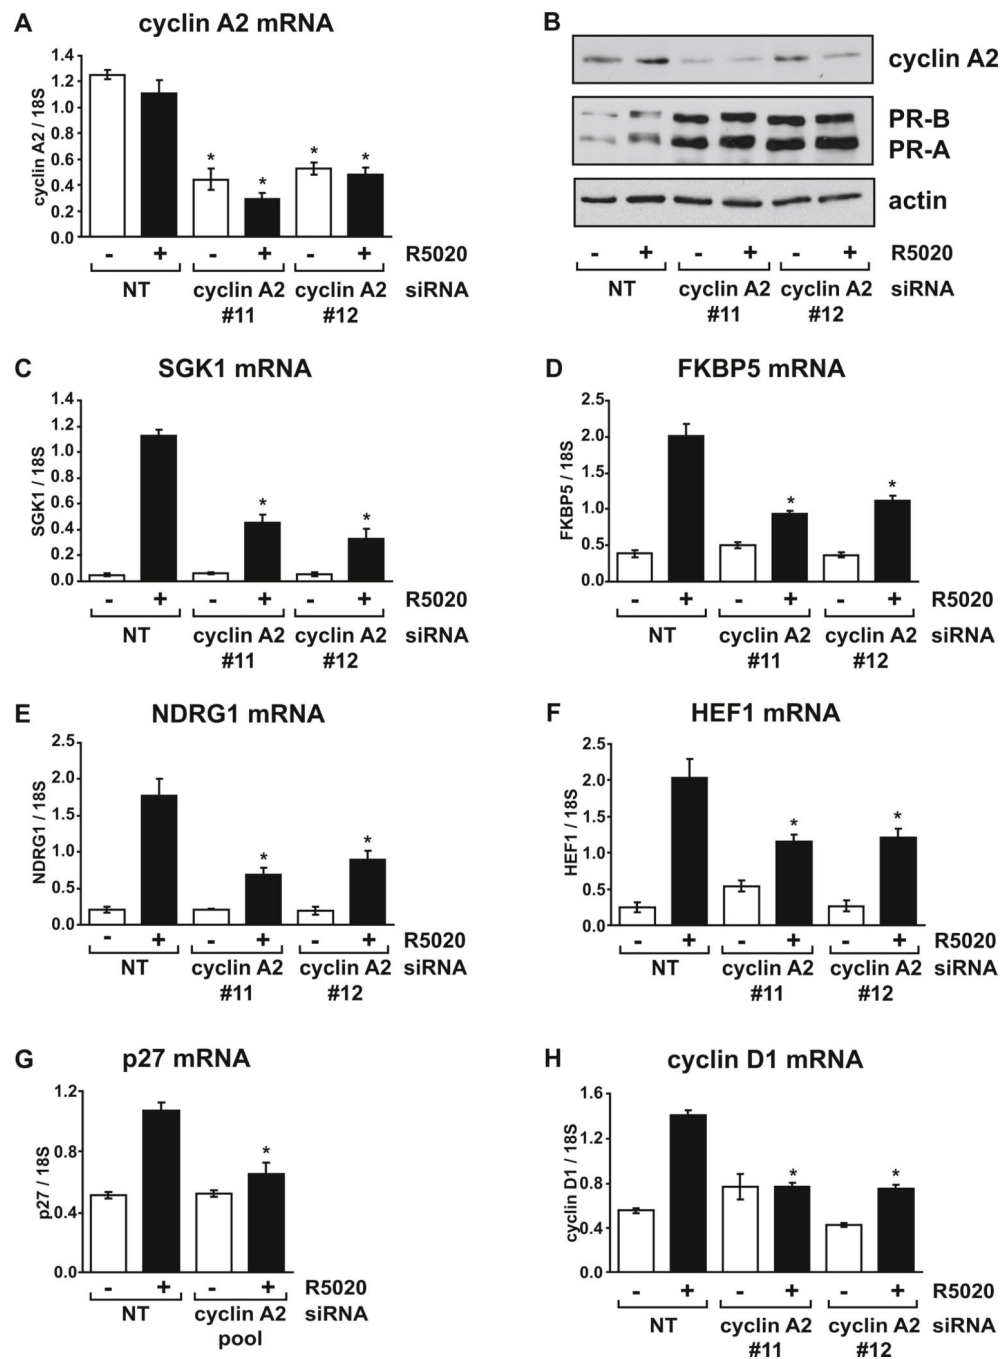 A cyclin A2 mRNA
cyclin A2 / 18S
1.4
1.2
1.0
0.8
0.6
0.4
0.2
0.0
* * * *
- + - + - + R5020
NT cyclin A2 cyclin A2 siRNA
#11 #12
B
cyclin A2
PR-B
PR-A
actin
- + - + - + R5020
NT cyclin A2 cyclin A2 siRNA
#11 #12
C SGK1 mRNA
SGK1 / 18S
1.4
1.2
1.0
0.8
0.6
0.4
0.2
0.0
* *
- + - + - + R5020
NT cyclin A2 cyclin A2 siRNA
#11 #12
D FKBP5 mRNA
FKBP5 / 18S
2.5
2.0
1.5
1.0
0.5
0.0
* *
- + - + - + R5020
NT cyclin A2 cyclin A2 siRNA
#11 #12
E NDRG1 mRNA
NDRG1 / 18S
2.5
2.0
1.5
1.0
0.5
0.0
* *
- + - + - + R5020
NT cyclin A2 cyclin A2 siRNA
#11 #12
F HEF1 mRNA
HEF1 / 18S
2.5
2.0
1.5
1.0
0.5
0.0
* *
- + - + - + R5020
NT cyclin A2 cyclin A2 siRNA
#11 #12
G p27 mRNA
p27 / 18S
1.2
0.8
0.4
0.0
*
- + - + R5020
NT cyclin A2 siRNA
pool
H cyclin D1 mRNA
cyclin D1 / 18S
1.6
1.2
0.8
0.4
0.0
* *
- + - + - + R5020
NT cyclin A2 cyclin A2 siRNA
#11 #12